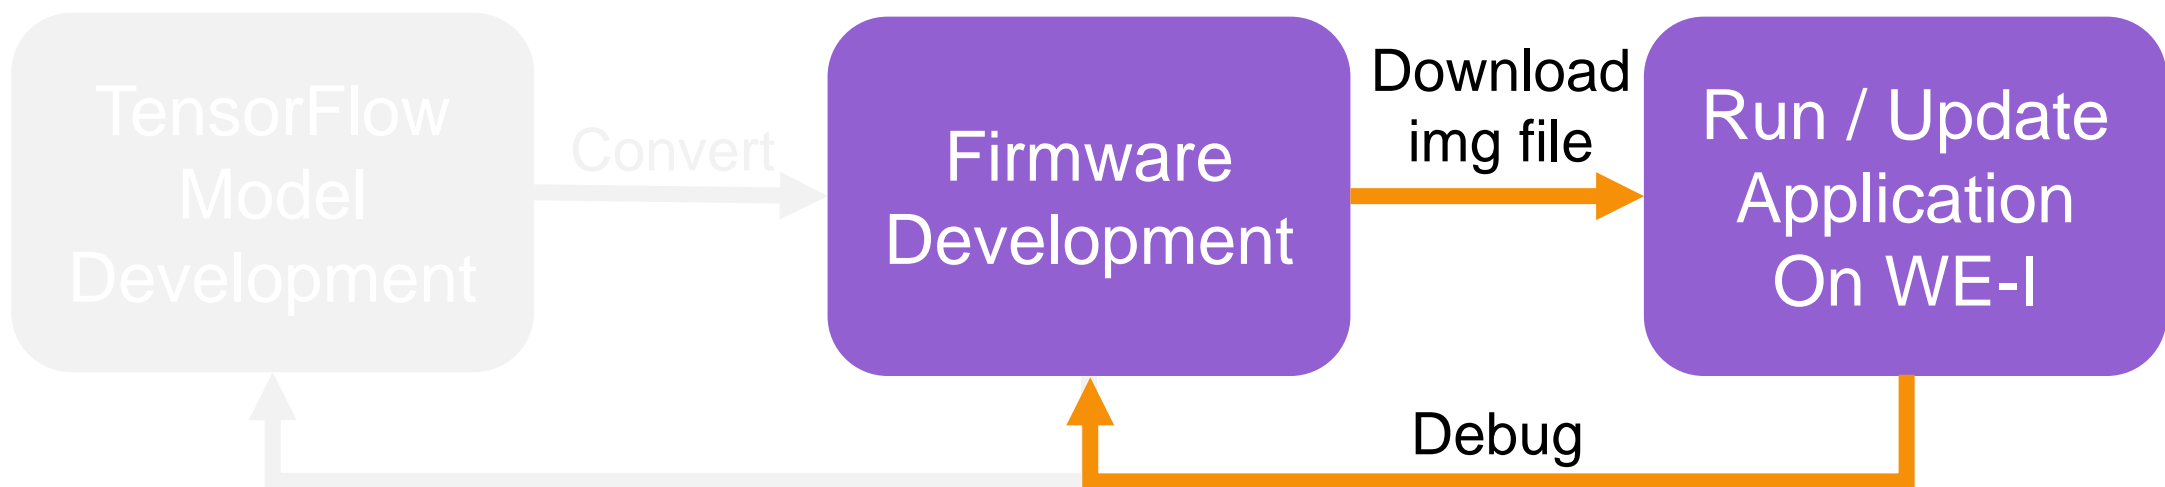 TensorFlow
Model
Development
Convert
Firmware
Development
Download
img file
Run / Update
Application
On WE-I
Debug